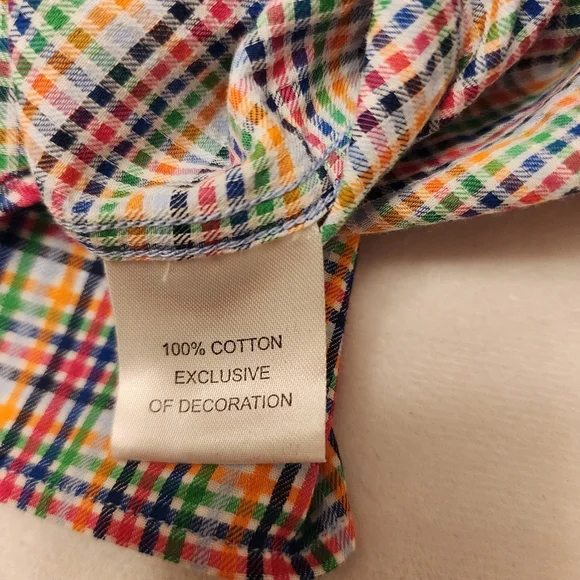 100% COTTON
EXCLUSIVE
OF DECORATION